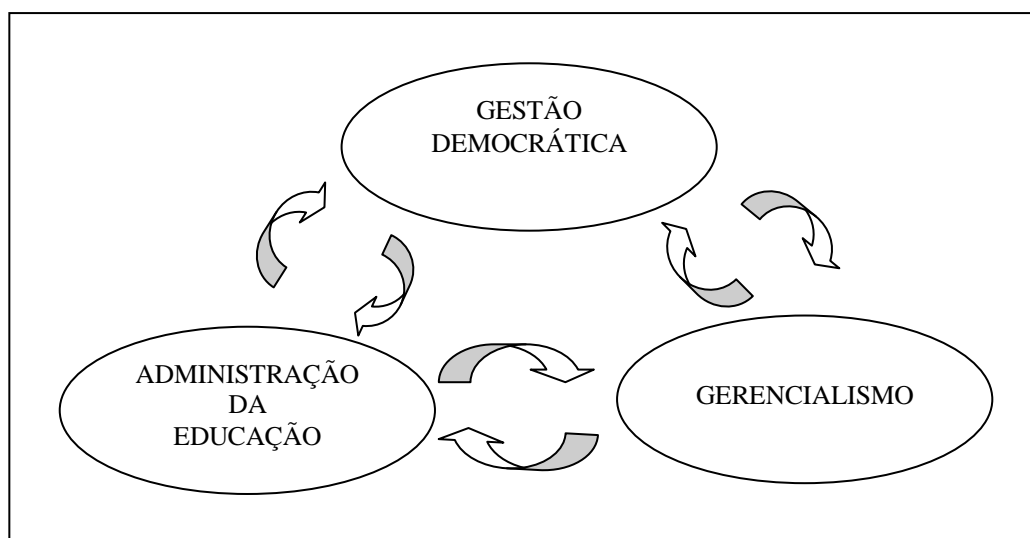 GESTÃO
DEMOCRÁTICA
ADMINISTRAÇÃO
DA
EDUCAÇÃO
GERENCIALISMO